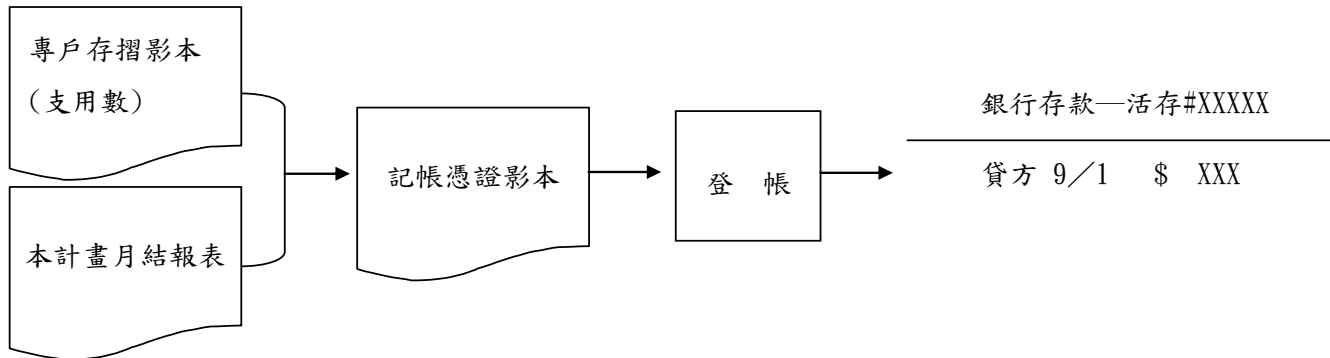 專戶存摺影本
(支用數)
本計畫月結報表
記帳憑證影本
登 帳
銀行存款—活存#XXXXX
貸方 9／1 $ XXX